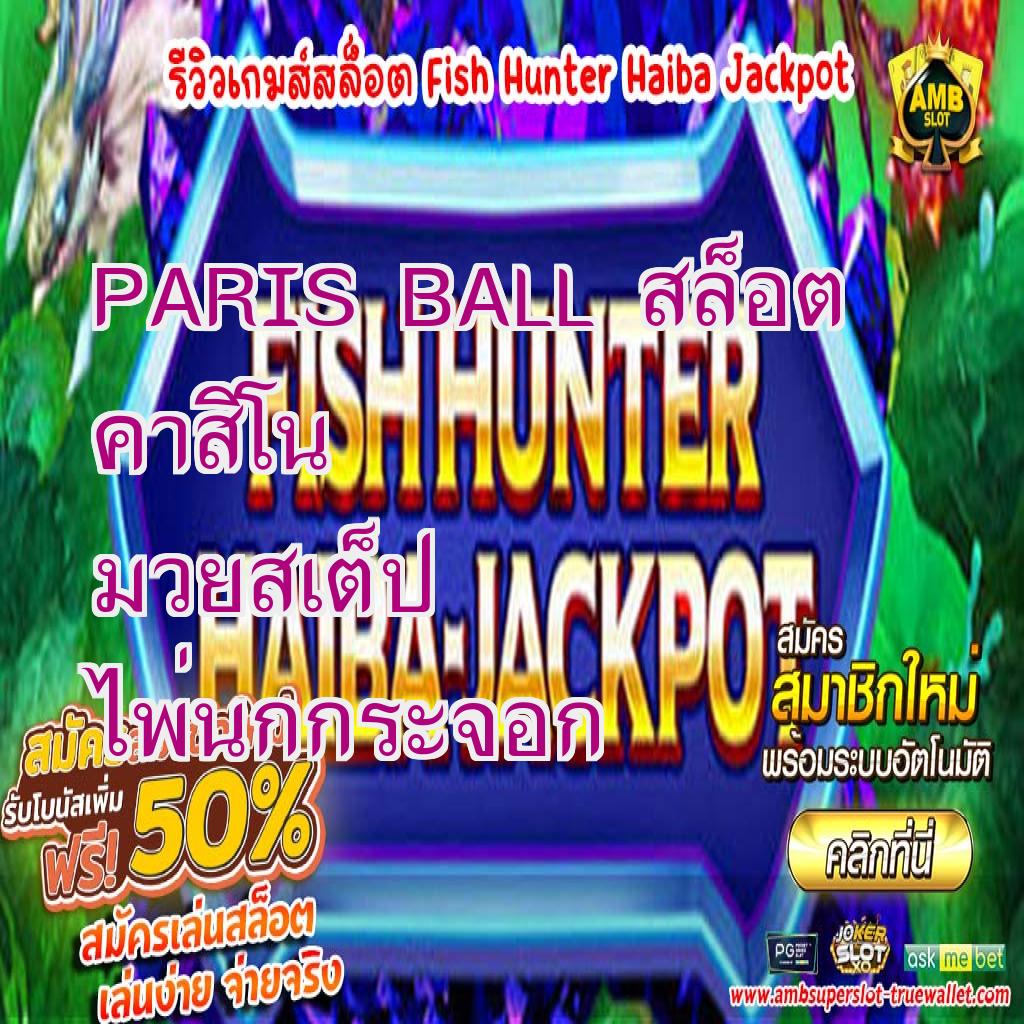 รีวิวเกมส์สล็อต Fish Hunter Haiba Jackpot
AMB
SLOT
PARIS BALL สล็อต
FISH HUNTER
คาสิโน
มวยสเต็ป
HAIBA-JACKPOT
ไพ่นกกระจอก
สมัคร
สมาชิกใหม่
พร้อมระบบอัตโนมัติ
คลิกที่นี่
รับโบนัสเพิ่ม
ฟรี! 50%
สมัครเล่นสล็อต
เล่นง่าย จ่ายจริง
PG
JOKER
SLOT
XO
ask me bet
www.ambsuperslot-truewallet.com